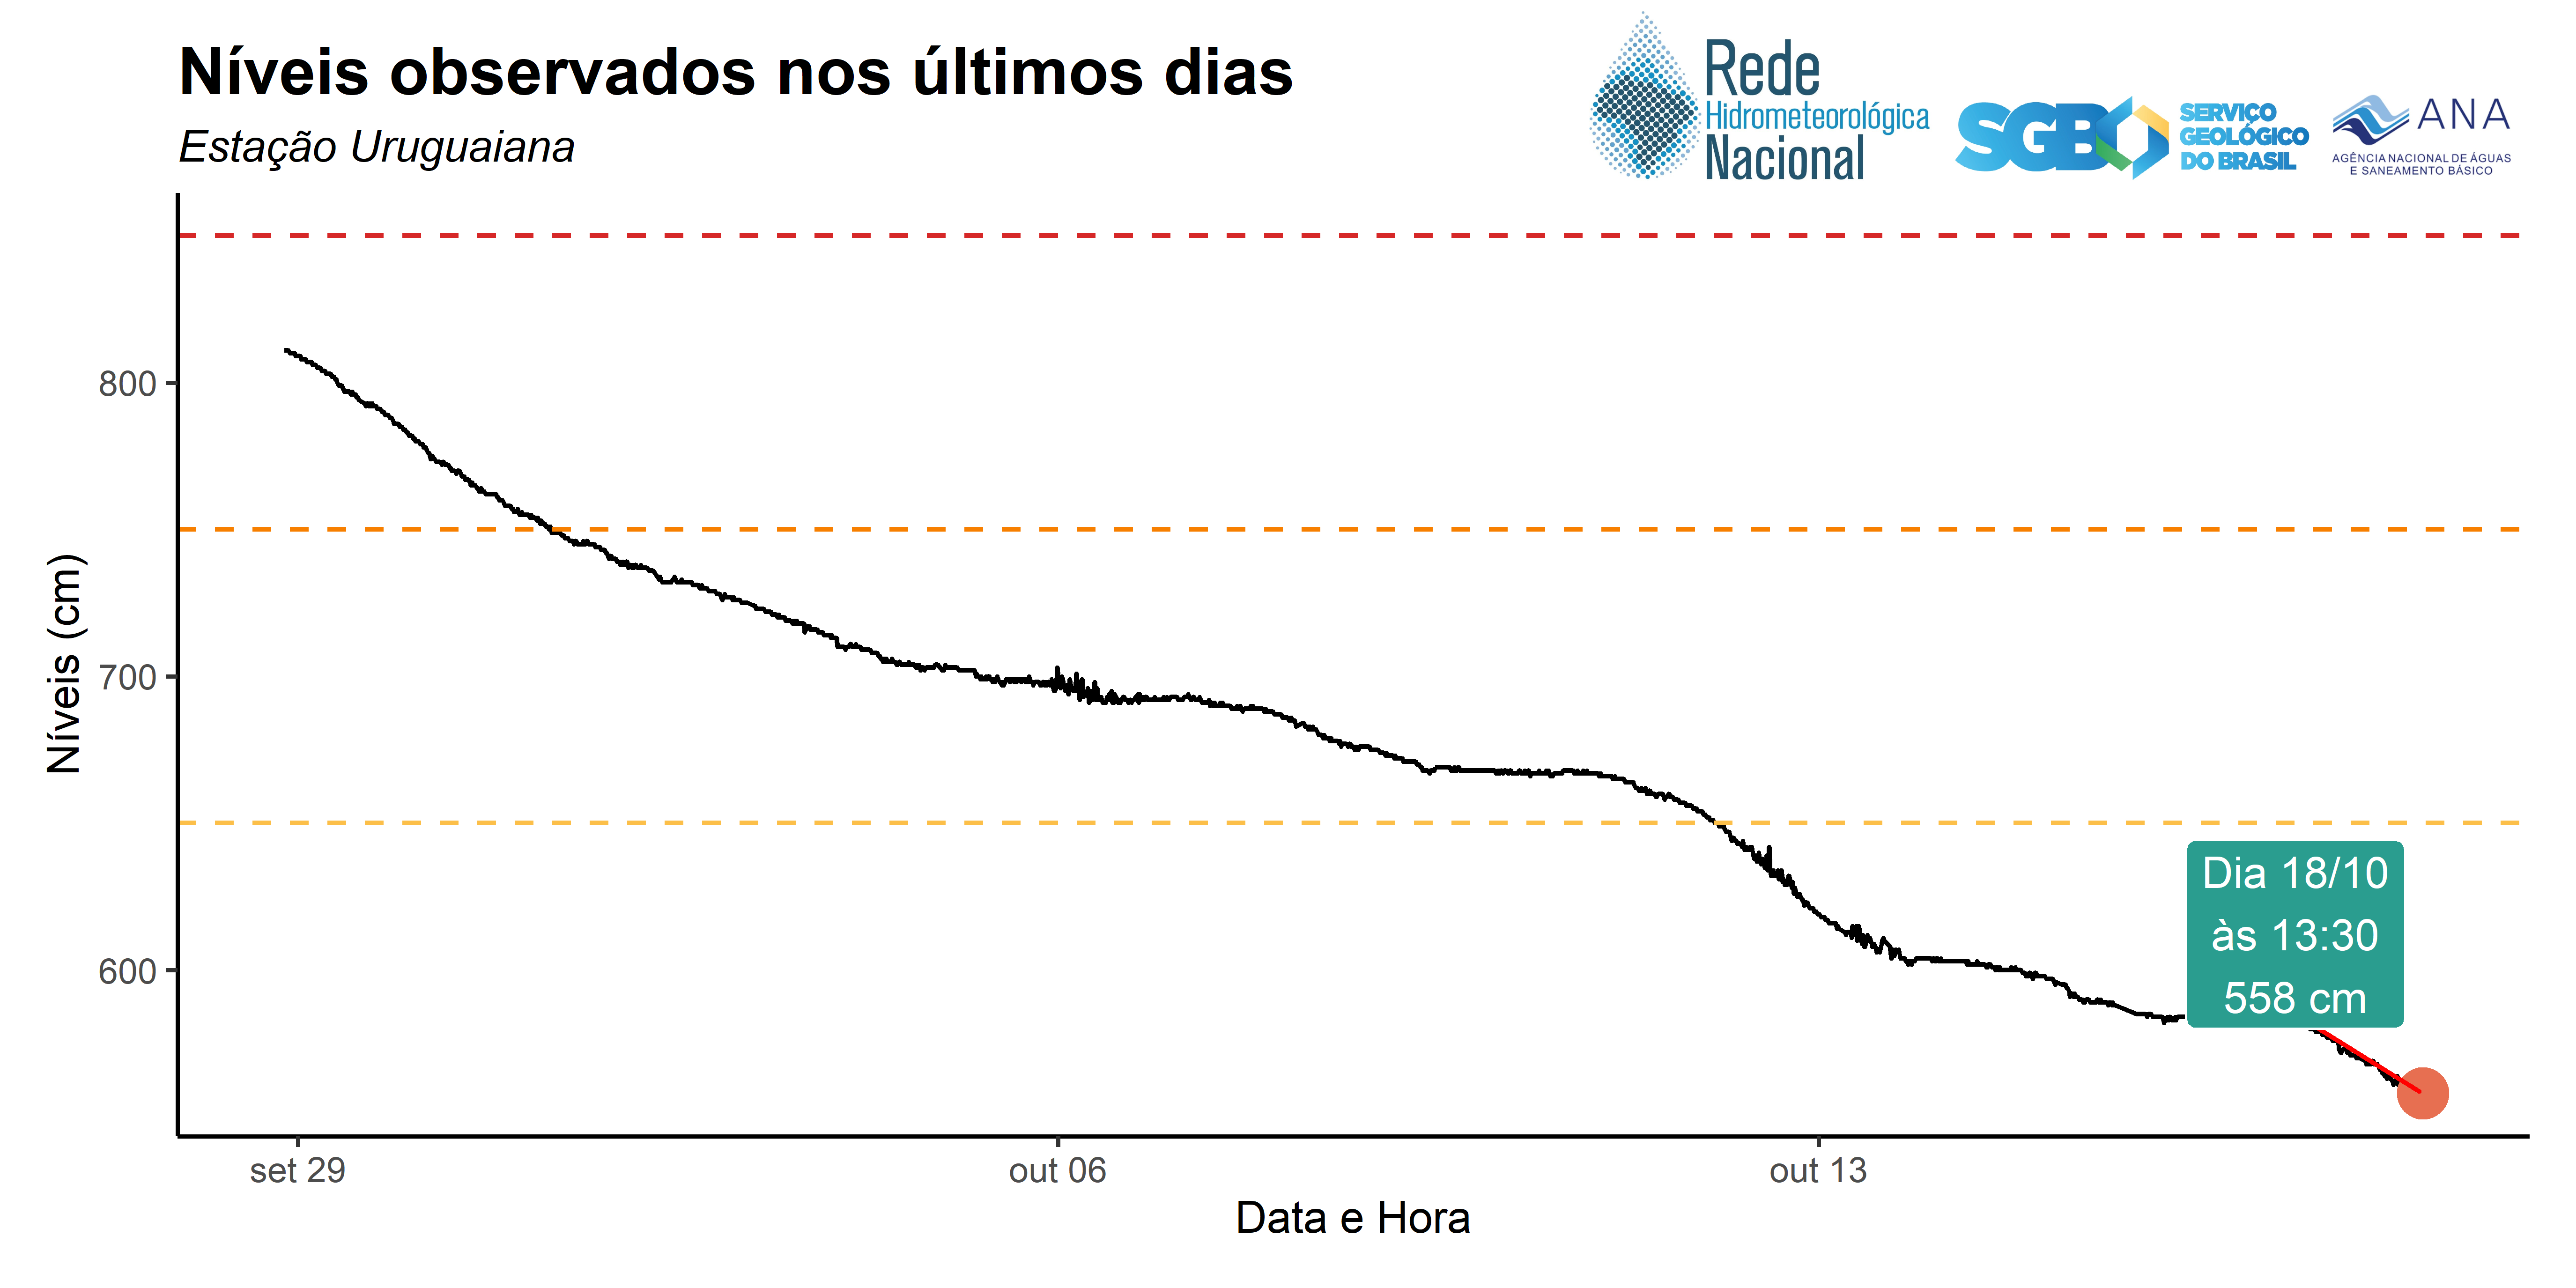 Níveis observados nos últimos dias
Estação Uruguaiana
Rede
Hidrometeorológica
Nacional
SGB
SERVIÇO
GEOLÓGICO
DO BRASIL
ANA
AGÊNCIA NACIONAL DE ÁGUAS
E SANEAMENTO BÁSICO
Níveis (cm)
800
700
600
Dia 18/10
às 13:30
558 cm
set 29
out 06
out 13
Data e Hora